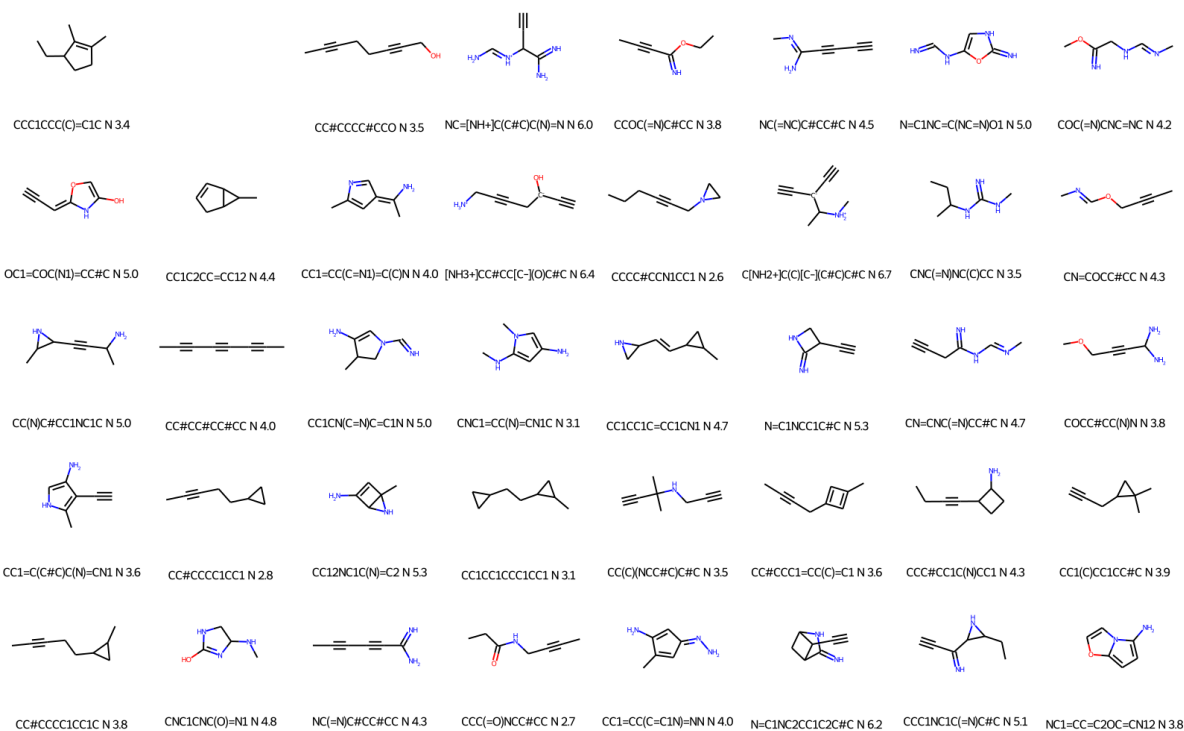 CCC1CCC(C)=C1C N 3.4
CC#CCCC#CCO N 3.5
NC=[NH+]C(C#C)C(N)=N N 6.0
CCOC(=N)C#CC N 3.8
NC(=NC)C#CC#C N 4.5
N=C1NC=C(NC=N)O1 N 5.0
COC(=N)CNC=NC N 4.2
OC1=COC(N1)=CC#C N 5.0
CC1C2CC=CC12 N 4.4
CC1=CC(C=N1)=C(C)N N 4.0
[NH3+]CC#CC[C-](O)C#C N 6.4
CCCC#CCN1CC1 N 2.6
C[NH2+]C(C)[C-](C#C)C#C N 6.7
CNC(=N)NC(C)CC N 3.5
CN=COCC#CC N 4.3
CC(N)C#CC1NC1C N 5.0
CC#CC#CC#CC N 4.0
CC1CN(C=N)C=C1N N 5.0
CNC1=CC(N)=CN1C N 3.1
CC1CC1C=CC1CN1 N 4.7
N=C1NCC1C#C N 5.3
CN=CNC(=N)CC#C N 4.7
COCC#CC(N)N N 3.8
CC1=C(C#C)C(N)=CN1 N 3.6
CC#CCCC1CC1 N 2.8
CC12NC1C(N)=C2 N 5.3
CC1CC1CCC1CC1 N 3.1
CC(C)(NCC#C)C#C N 3.5
CC#CCC1=CC(C)=C1 N 3.6
CCC#CC1C(N)CC1 N 4.3
CC1(C)CC1CC#C N 3.9
CC#CCCC1CC1C N 3.8
CNC1CNC(O)=N1 N 4.8
NC(=N)C#CC#CC N 4.3
CCC(=O)NCC#CC N 2.7
CC1=CC(C=C1N)=NN N 4.0
N=C1NC2CC1C2C#C N 6.2
CCC1NC1C(=N)C#C N 5.1
NC1=CC=C2OC=CN12 N 3.8